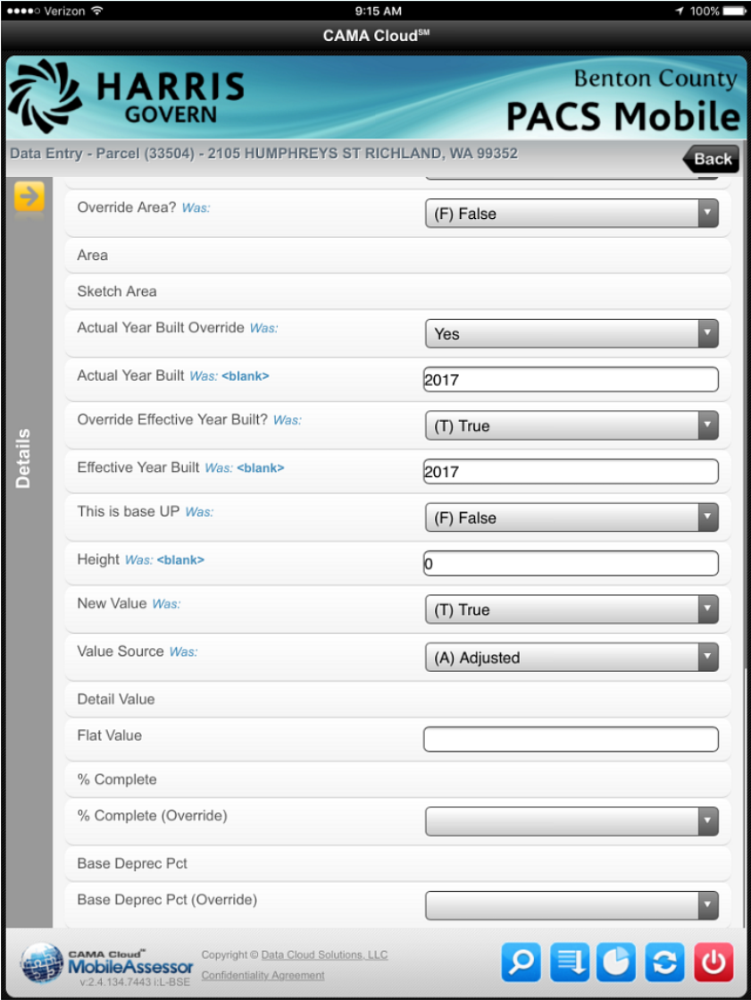 Verizon 9:15 AM 100%
CAMA Cloud℠
HARRIS
GOVERN
Benton County
PACS Mobile
Data Entry - Parcel (33504) - 2105 HUMPHREYS ST RICHLAND, WA 99352
Back
Details
Override Area? Was: (F) False
Area
Sketch Area
Actual Year Built Override Was: Yes
Actual Year Built Was: <blank> 2017
Override Effective Year Built? Was: (T) True
Effective Year Built Was: <blank> 2017
This is base UP Was: (F) False
Height Was: <blank> 0
New Value Was: (T) True
Value Source Was: (A) Adjusted
Detail Value
Flat Value
% Complete
% Complete (Override)
Base Deprec Pct
Base Deprec Pct (Override)
CAMA Cloud℠
MobileAssessor
v:2.4.134.7443 i:L-BSE
Copyright © Data Cloud Solutions, LLC
Confidentiality Agreement